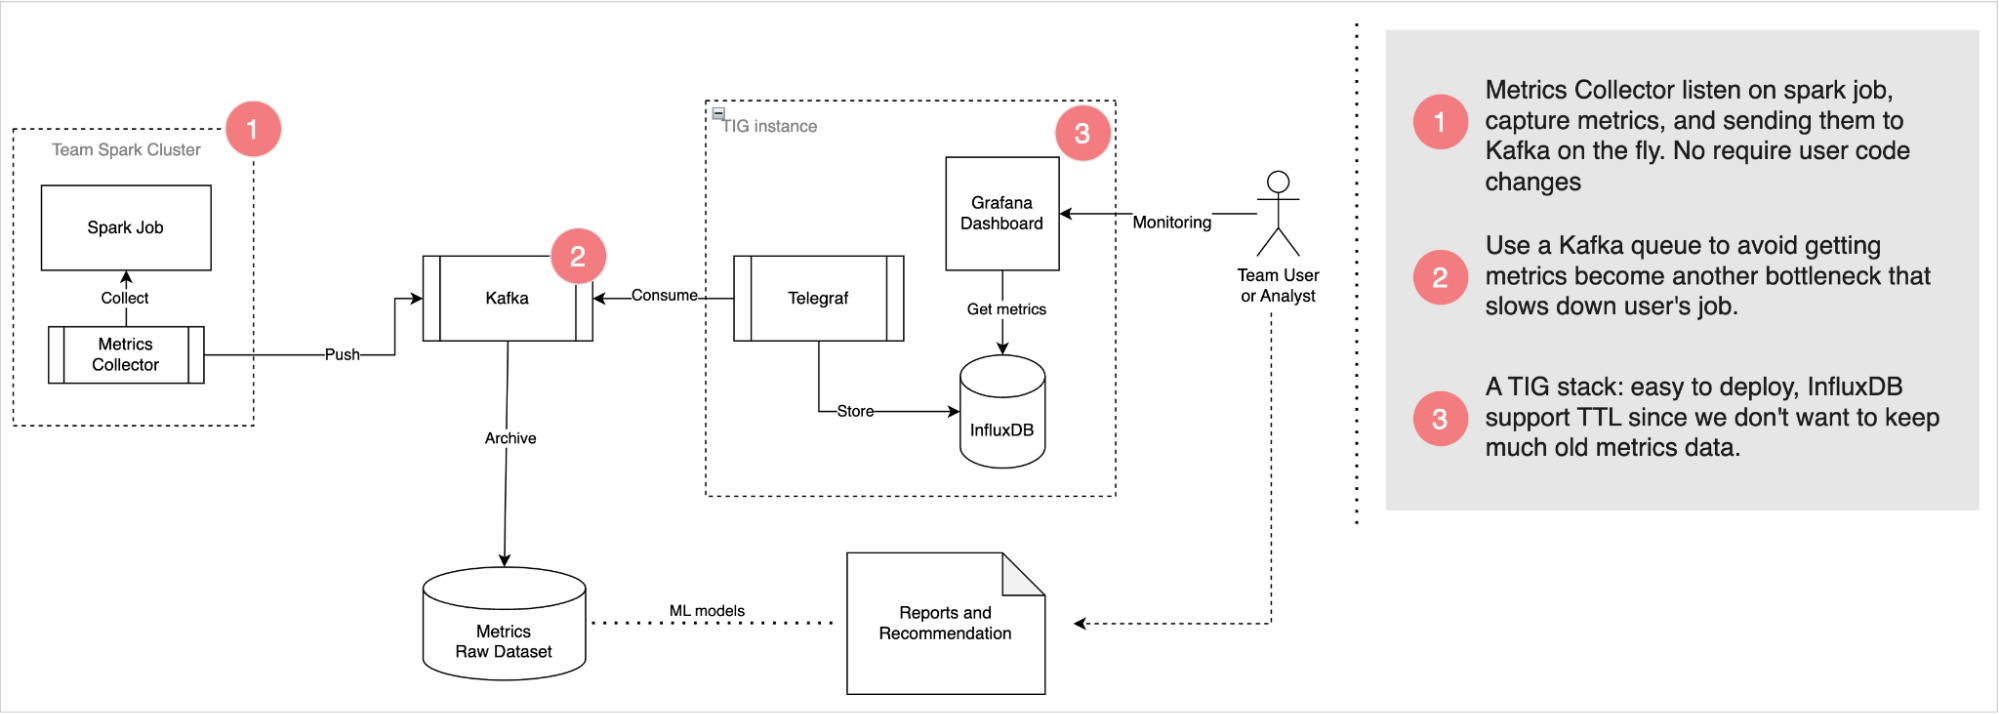 1
Team Spark Cluster
Spark Job
Collect
Metrics
Collector
Push
2
Kafka
Consume
Archive
Metrics
Raw Dataset
TIG instance
3
Telegraf
Store
Grafana
Dashboard
Get metrics
InfluxDB
Monitoring
Team User
or Analyst
ML models
Reports and
Recommendation
1
Metrics Collector listen on spark job,
capture metrics, and sending them to
Kafka on the fly. No require user code
changes
2
Use a Kafka queue to avoid getting
metrics become another bottleneck that
slows down user's job.
3
A TIG stack: easy to deploy, InfluxDB
support TTL since we don't want to keep
much old metrics data.